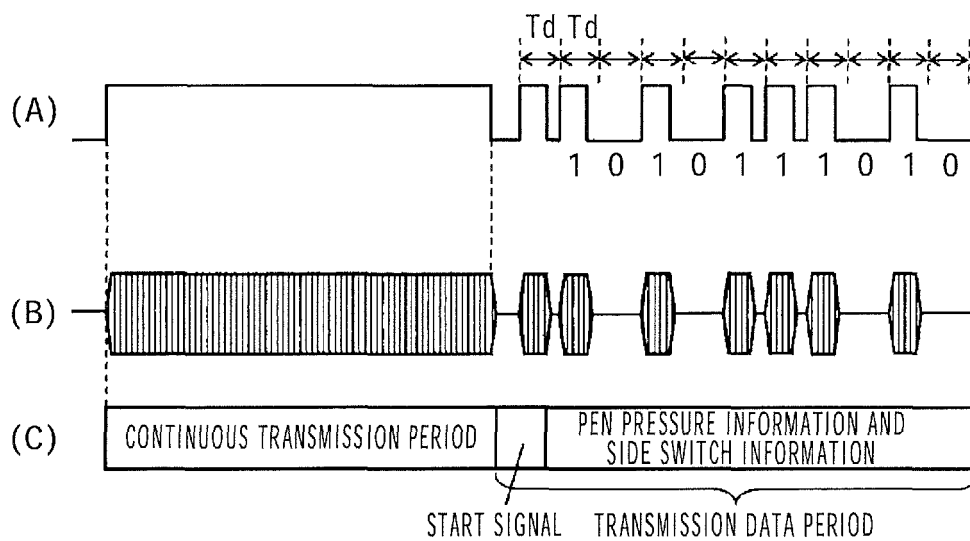 Td Td
(A)
1 0 1 0 1 1 1 0 1 0
(B)
(C)
CONTINUOUS TRANSMISSION PERIOD
PEN PRESSURE INFORMATION AND
SIDE SWITCH INFORMATION
START SIGNAL
TRANSMISSION DATA PERIOD